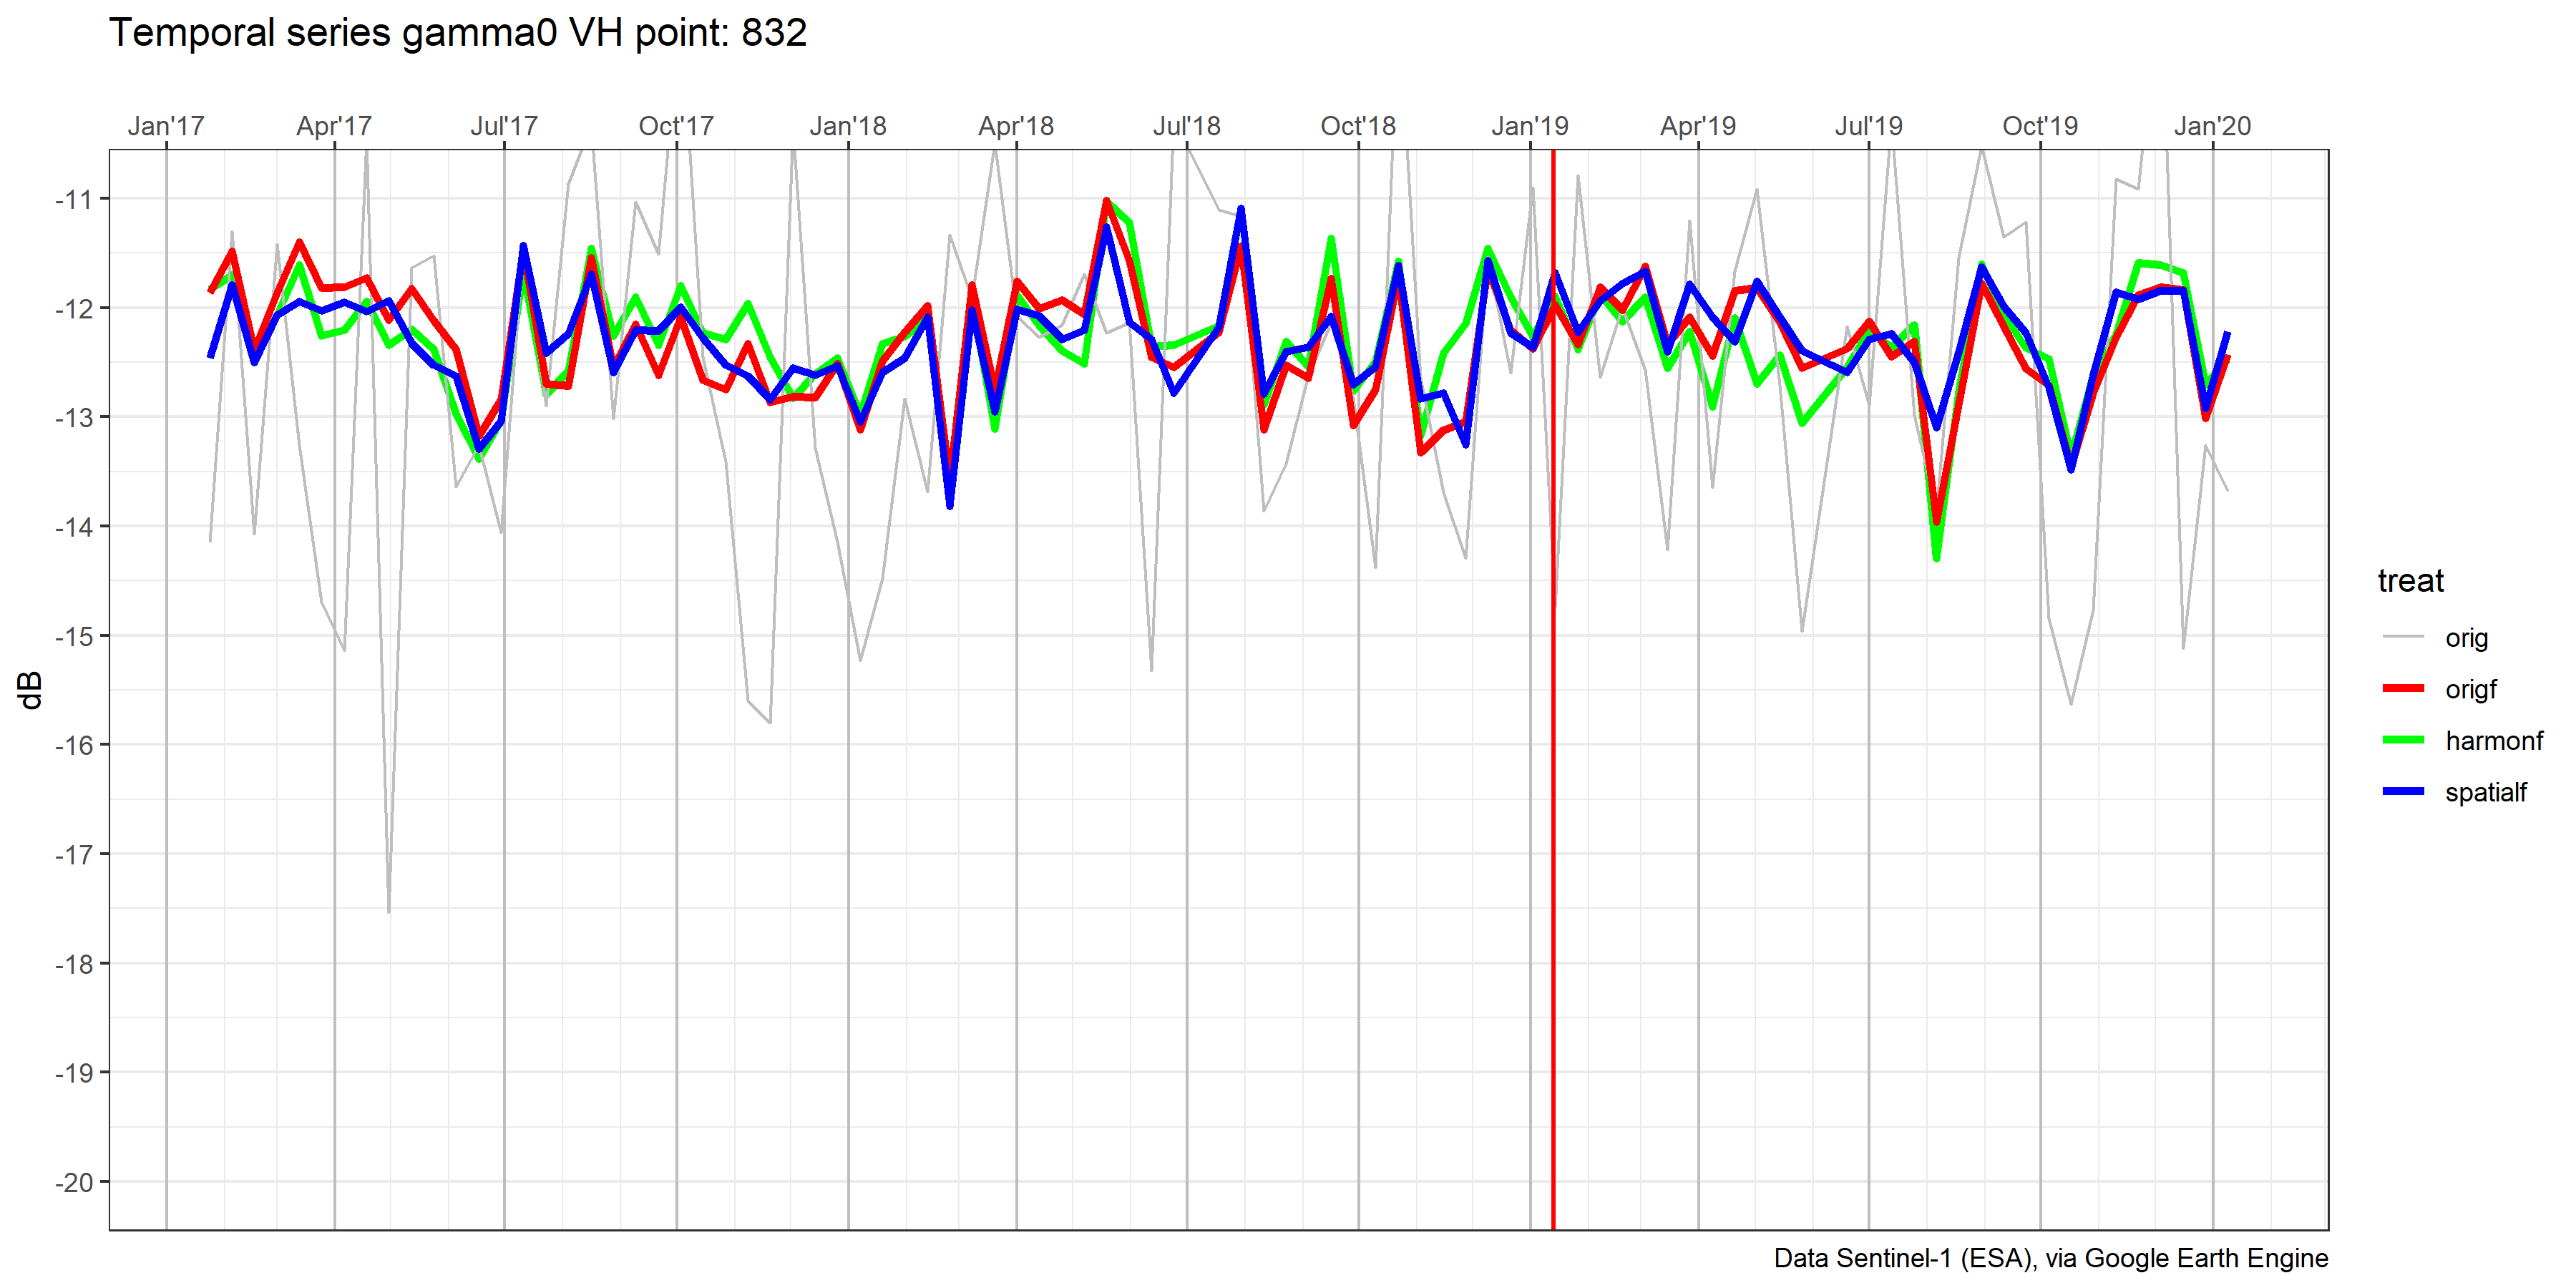 Temporal series gamma0 VH point: 832
Jan'17 Apr'17 Jul'17 Oct'17 Jan'18 Apr'18 Jul'18 Oct'18 Jan'19 Apr'19 Jul'19 Oct'19 Jan'20
-11
-12
-13
-14
-15
-16
-17
-18
-19
-20
dB
treat
orig
origf
harmonf
spatialf
Data Sentinel-1 (ESA), via Google Earth Engine